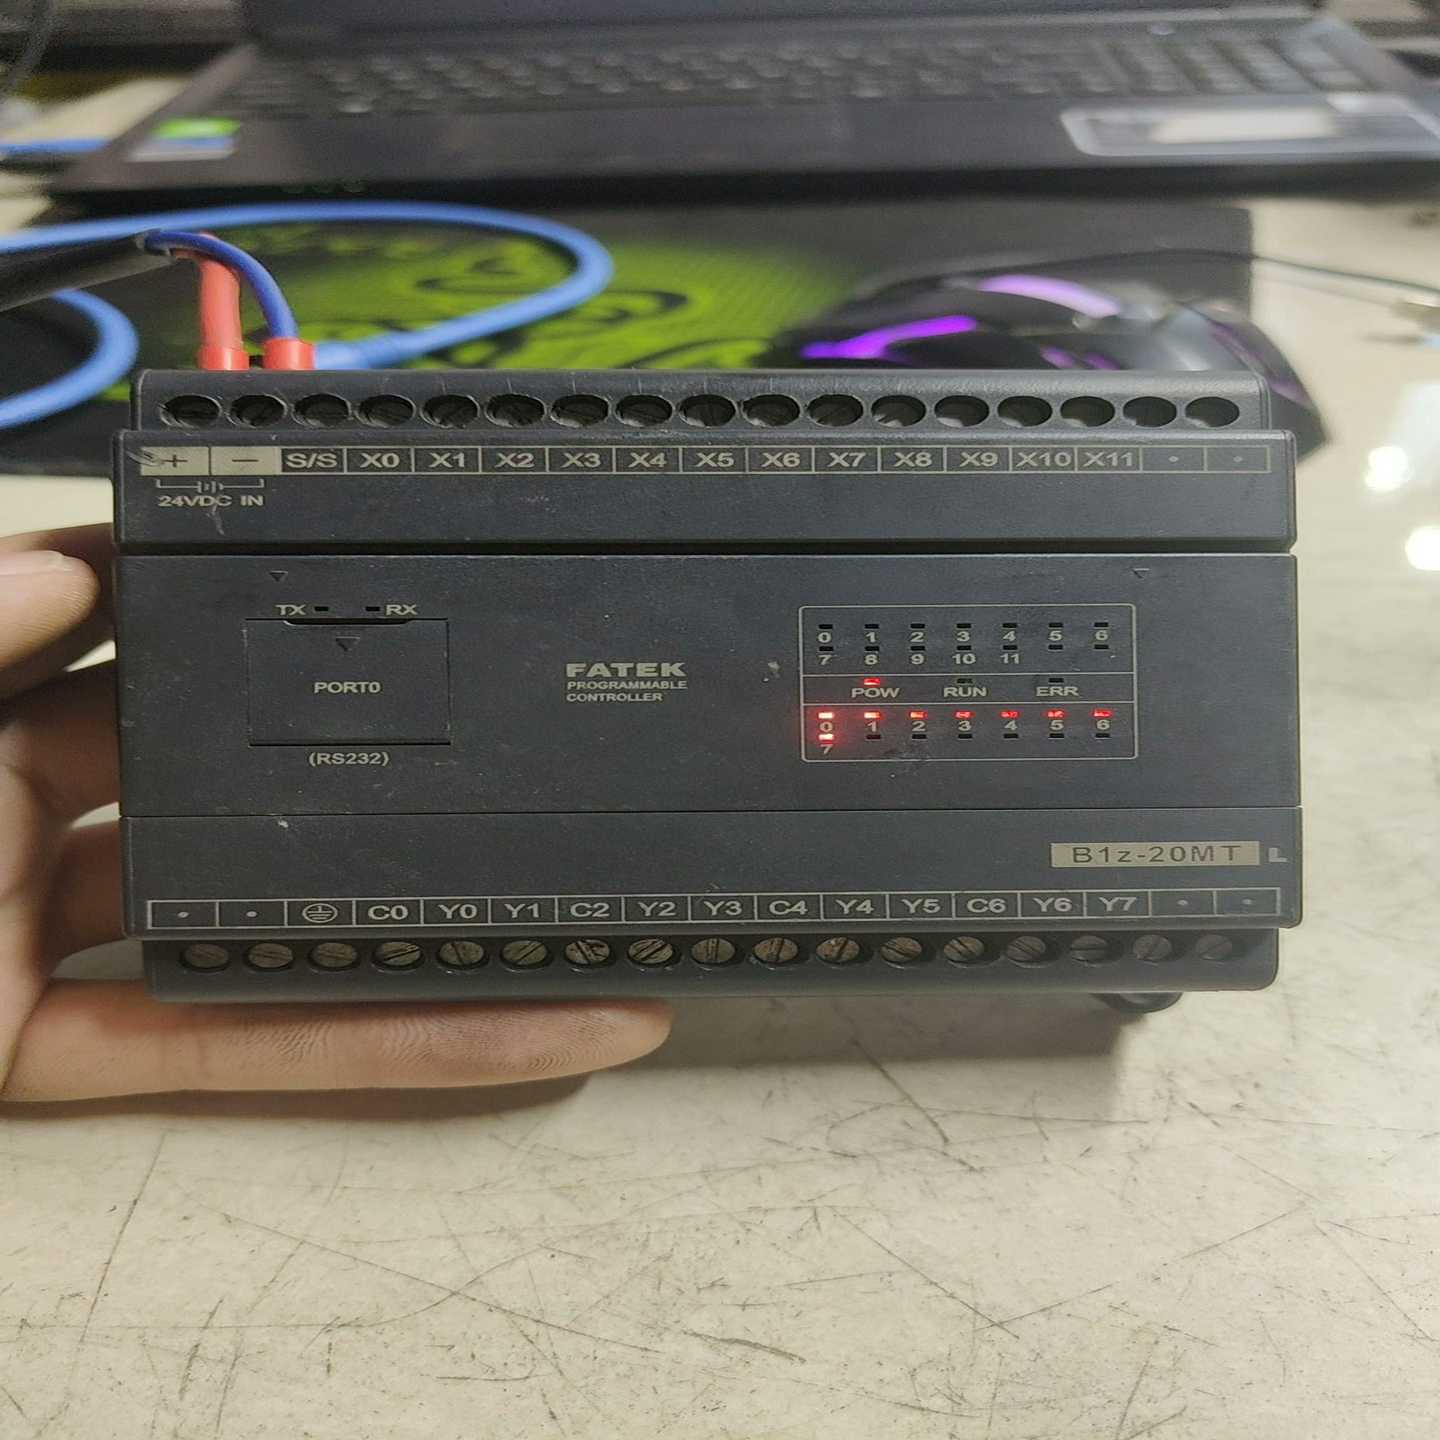 + − S/S X0 X1 X2 X3 X4 X5 X6 X7 X8 X9 X10 X11
24VDC IN
TX RX
PORT0
(RS232)
FATEK
PROGRAMMABLE
CONTROLLER
0 1 2 3 4 5 6
7 8 9 10 11
POW RUN ERR
0 1 2 3 4 5 6
7
B1z-20MT L
C0 Y0 Y1 C2 Y2 Y3 C4 Y4 Y5 C6 Y6 Y7